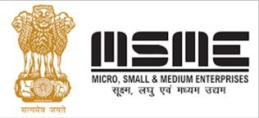 MSME
MICRO, SMALL & MEDIUM ENTERPRISES
सूक्ष्म, लघु एवं मध्यम उद्यम
सत्यमेव जयते